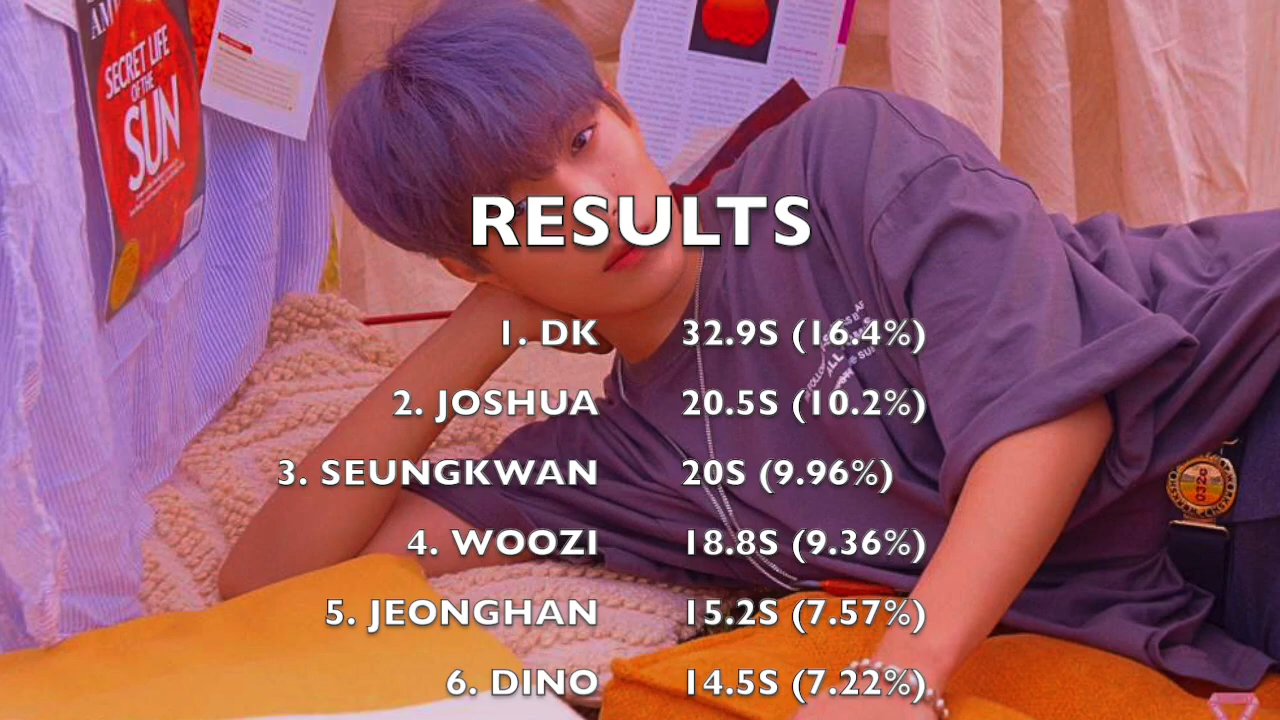 SECRET LIFE
OF THE
SUN
RESULTS
1. DK 32.9S (16.4%)
2. JOSHUA 20.5S (10.2%)
3. SEUNGKWAN 20S (9.96%)
4. WOOZI 18.8S (9.36%)
5. JEONGHAN 15.2S (7.57%)
6. DINO 14.5S (7.22%)